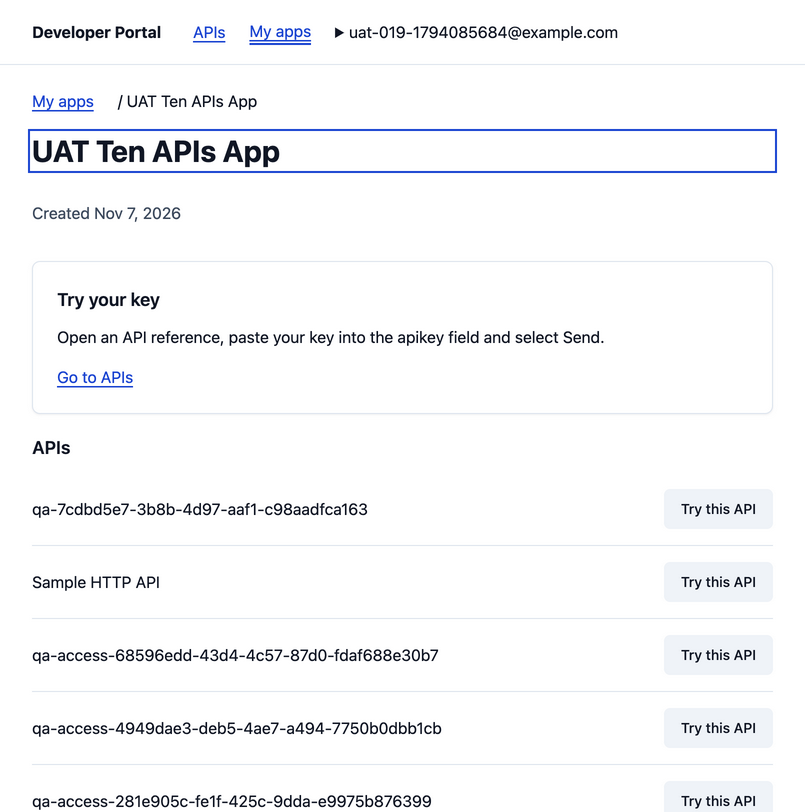 Developer Portal APIs My apps ▶ uat-019-1794085684@example.com
My apps / UAT Ten APIs App
UAT Ten APIs App
Created Nov 7, 2026
Try your key
Open an API reference, paste your key into the apikey field and select Send.
Go to APIs
APIs
qa-7cdbd5e7-3b8b-4d97-aaf1-c98aadfca163 Try this API
Sample HTTP API Try this API
qa-access-68596edd-43d4-4c57-87d0-fdaf688e30b7 Try this API
qa-access-4949dae3-deb5-4ae7-a494-7750b0dbb1cb Try this API
qa-access-281e905c-fe1f-425c-9dda-e9975b876399 Try this API